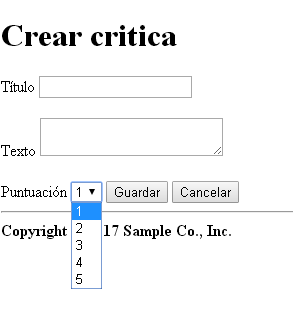 Crear critica
Título
Texto
Puntuación 1 Guardar Cancelar
1
2
3
4
5
Copyright 17 Sample Co., Inc.